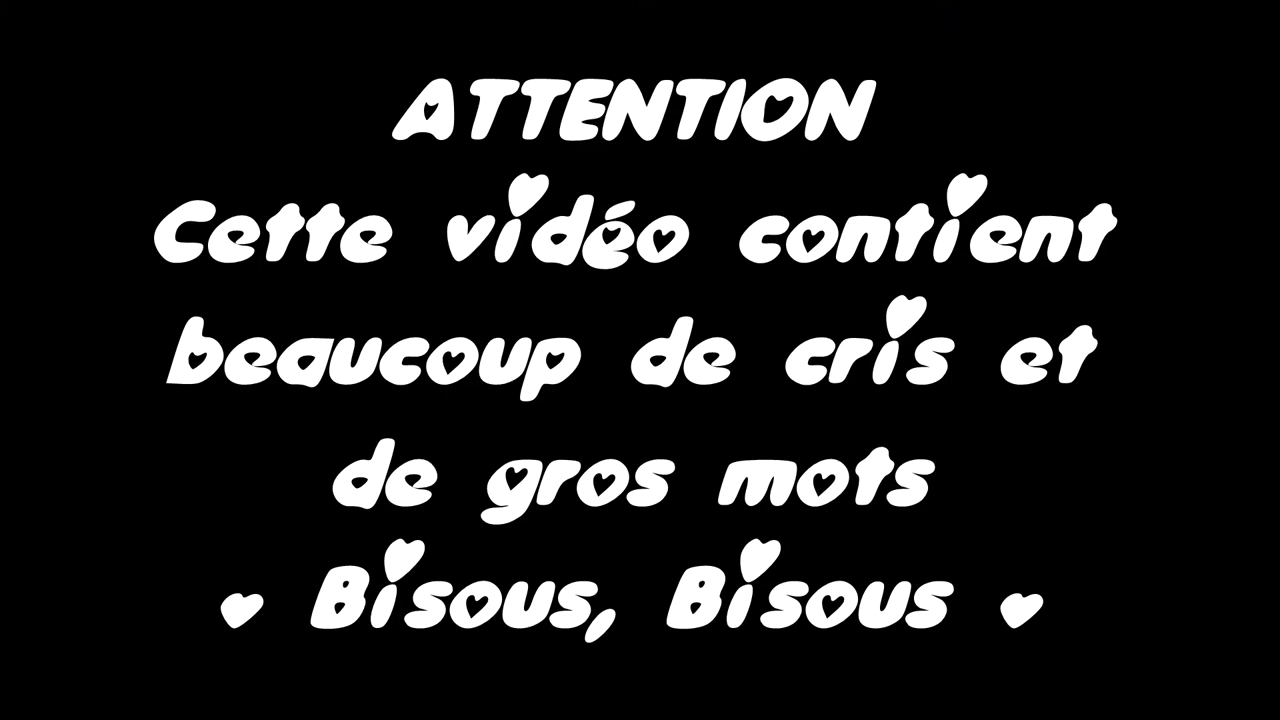 ATTENTION
Cette vidéo contient
beaucoup de cris et
de gros mots
♥ Bisous, Bisous ♥